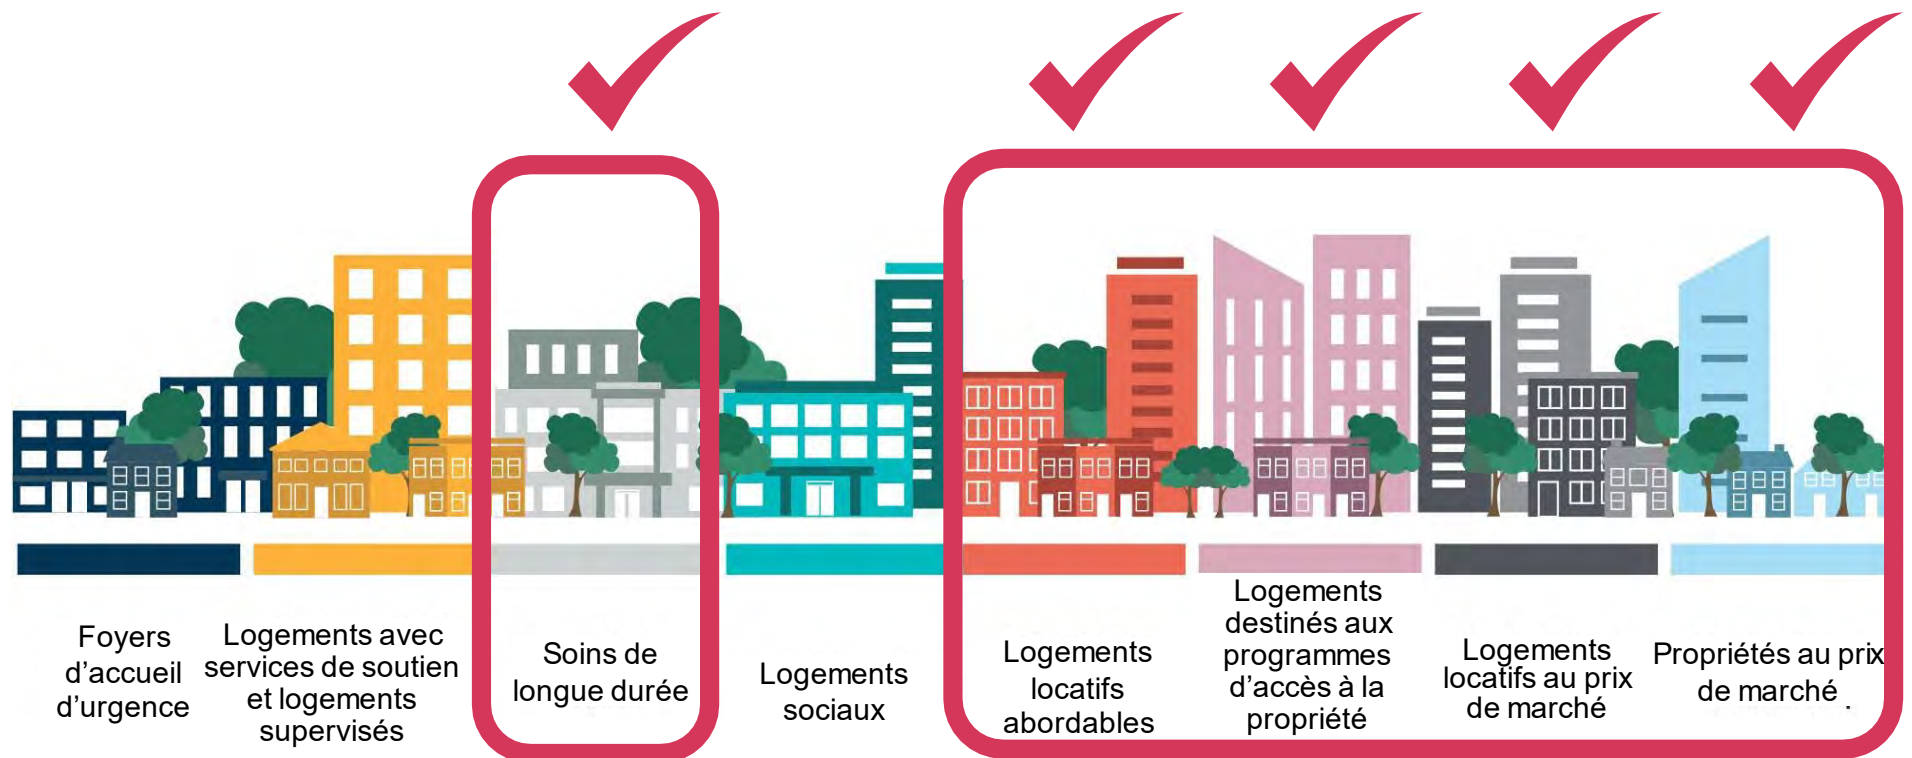 Foyers
d’accueil
d’urgence
Logements avec
services de soutien
et logements
supervisés
Soins de
longue durée
Logements
sociaux
Logements
locatifs
abordables
Logements
destinés aux
programmes
d’accès à la
propriété
Logements
locatifs au prix
de marché
Propriétés au prix
de marché .